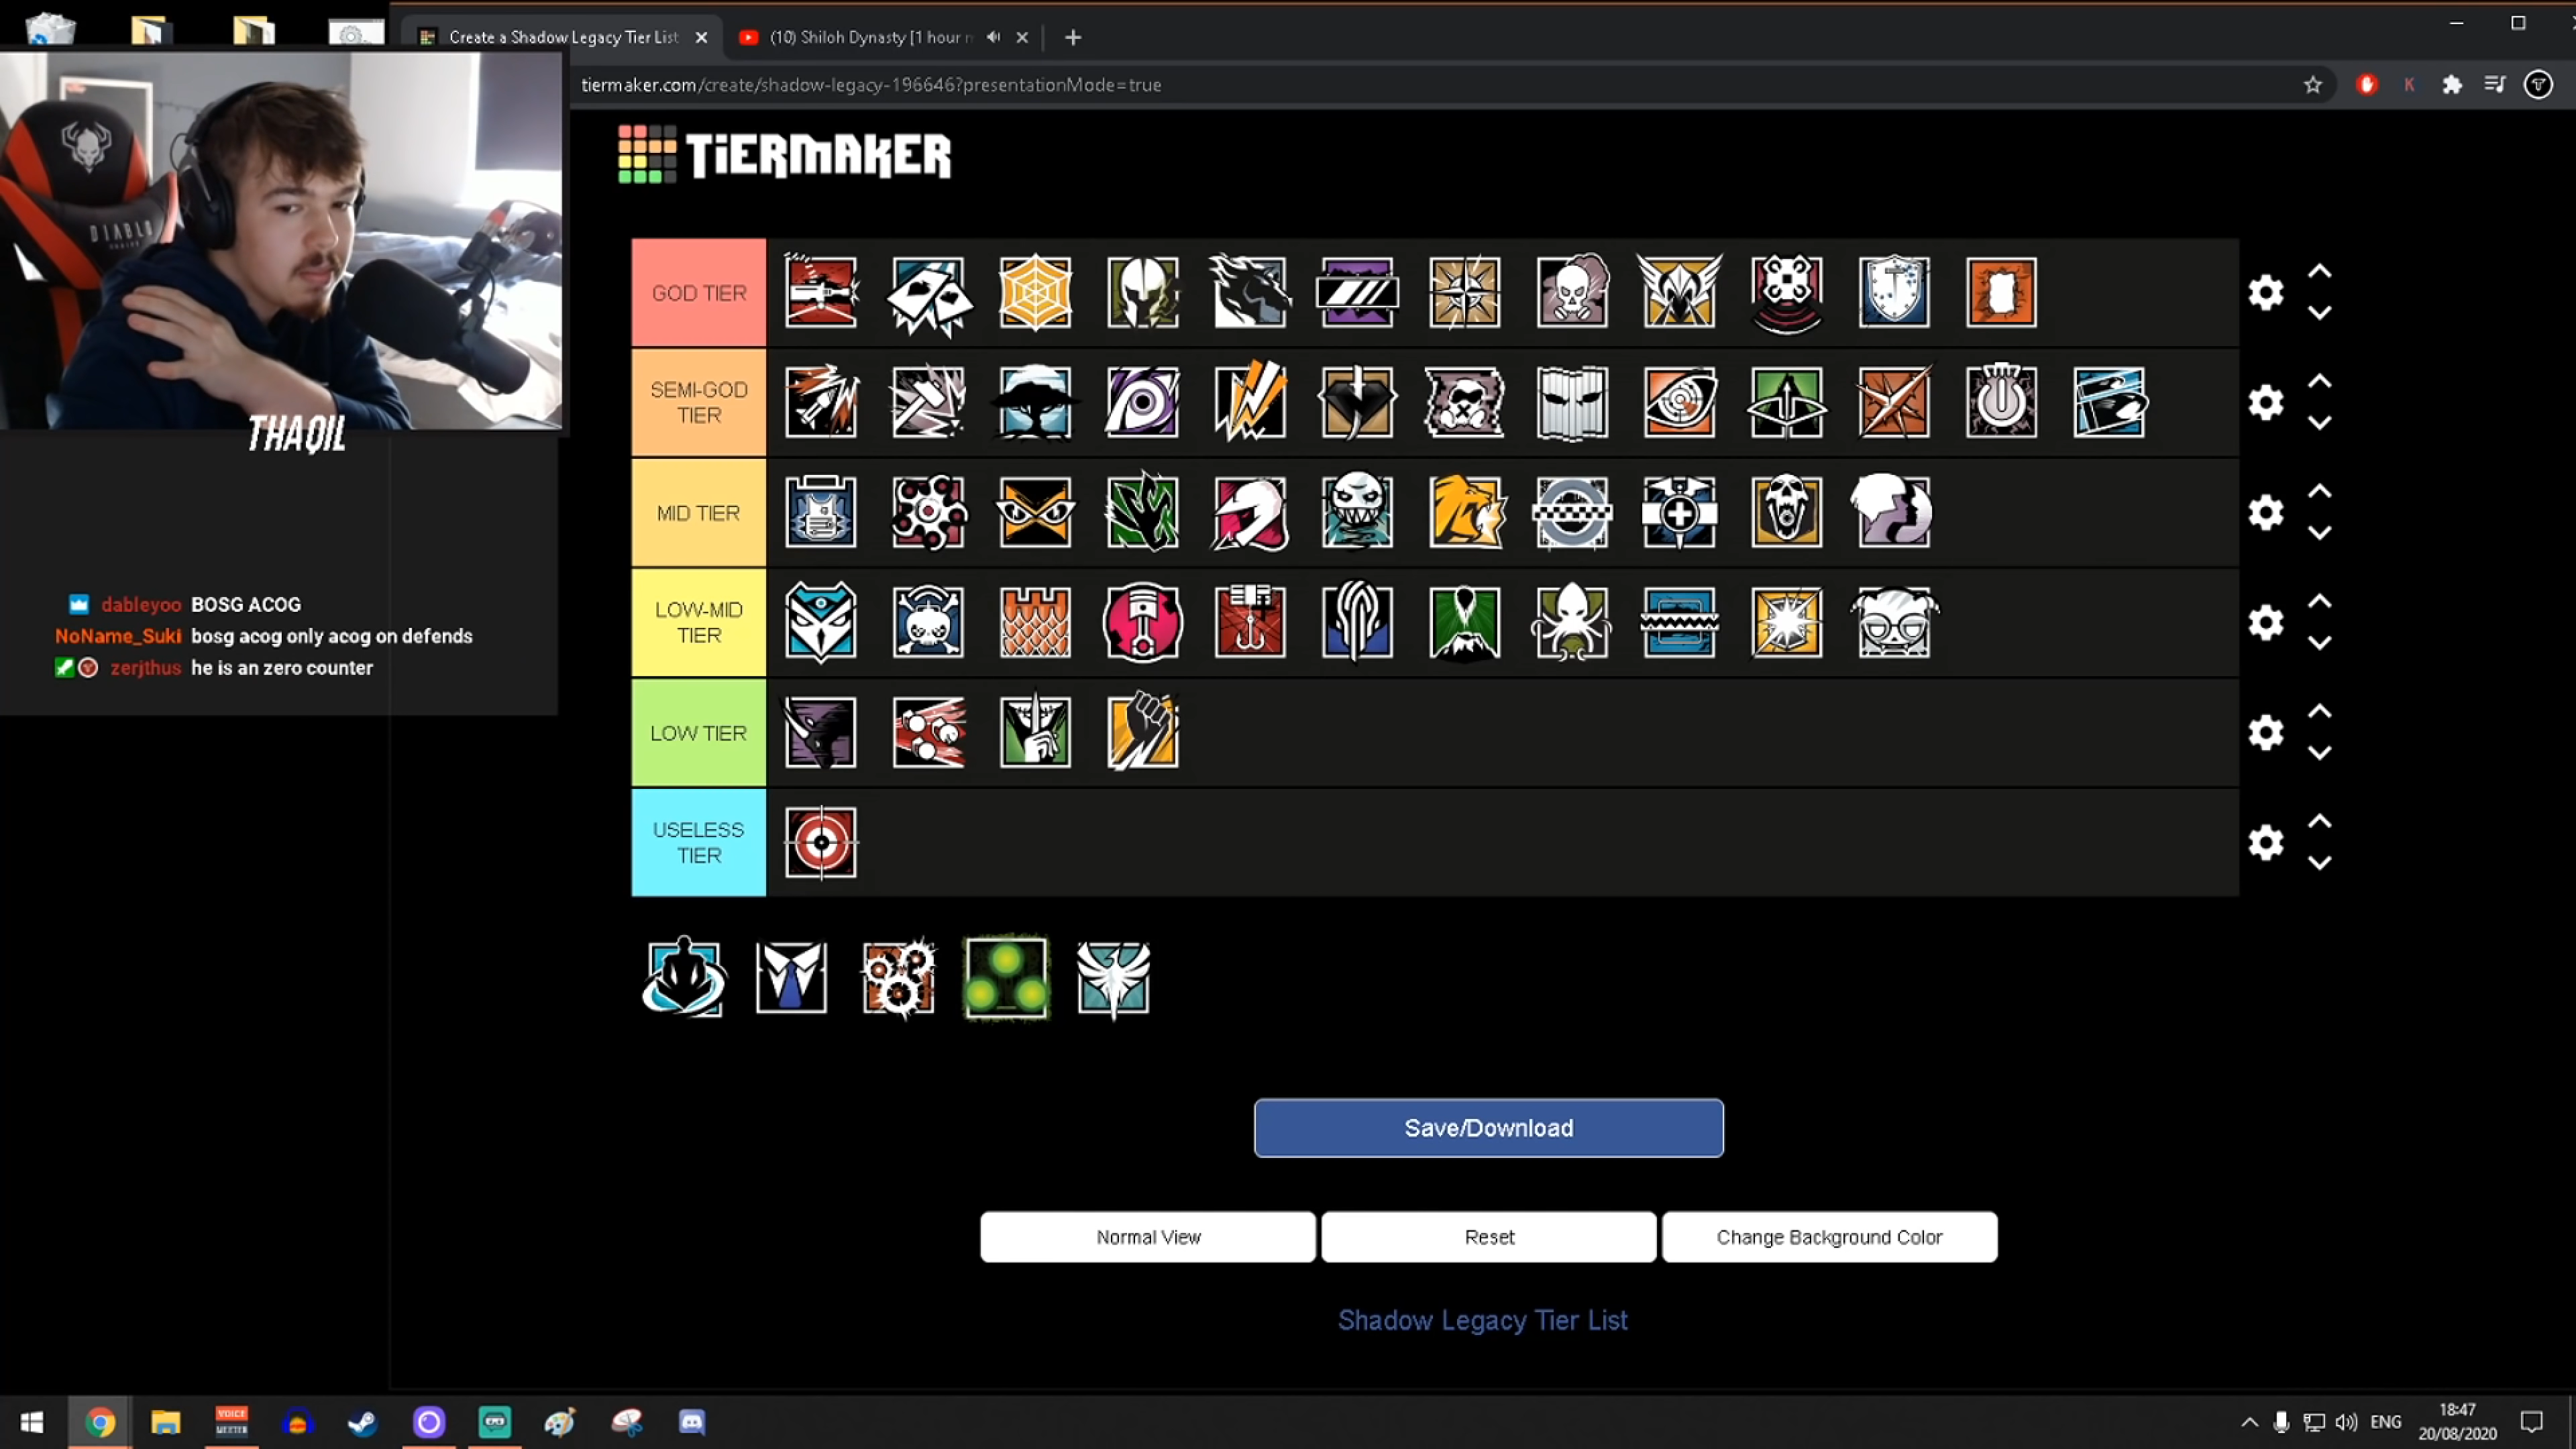 Create a Shadow Legacy Tier List
(10) Shiloh Dynasty [1 hour
tiermaker.com/create/shadow-legacy-196646?presentationMode=true
K
TiERMAKER
DIABLO
THAQIL
GOD TIER
SEMI-GOD
TIER
MID TIER
LOW-MID
TIER
LOW TIER
USELESS
TIER
dableyoo BOSG ACOG
NoName_Suki bosg acog only acog on defends
zerjthus he is an zero counter
Save/Download
Normal View
Reset
Change Background Color
Shadow Legacy Tier List
VOICE
MEETER
ENG
18:47
20/08/2020